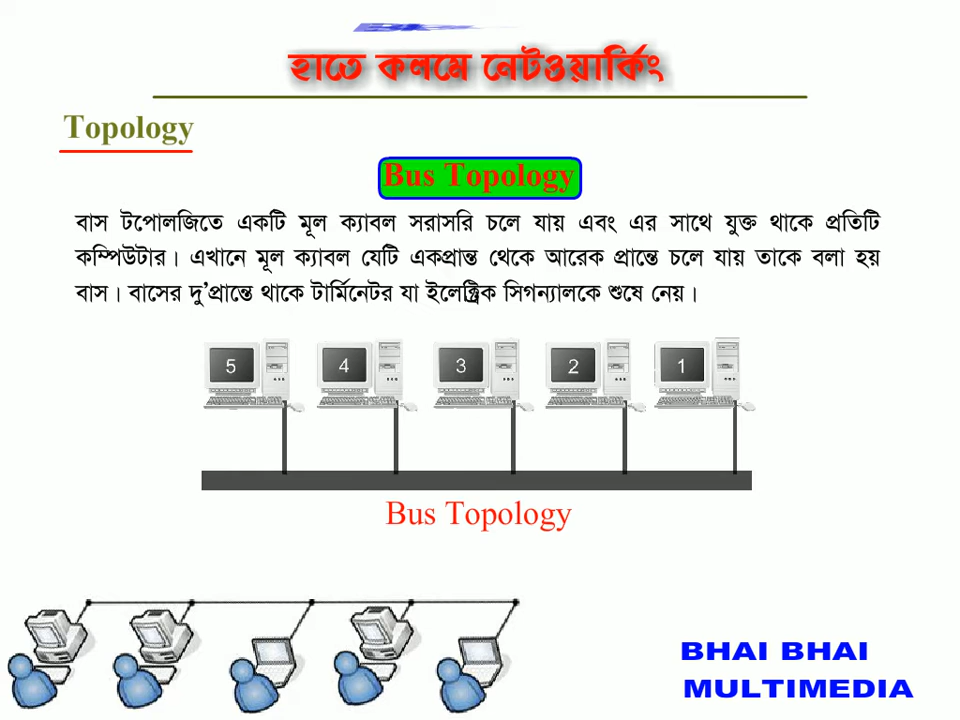 হাতে কলমে নেটওয়ার্কিং
Topology
Bus Topology
বাস টপোলজিতে একটি মূল ক্যাবল সরাসরি চলে যায় এবং এর সাথে যুক্ত থাকে প্রতিটি
কম্পিউটার। এখানে মূল ক্যাবল যেটি একপ্রান্ত থেকে আরেক প্রান্তে চলে যায় তাকে বলা হয়
বাস। বাসের দু’প্রান্তে থাকে টার্মিনেটর যা ইলেক্ট্রিক সিগন্যালকে শুষে নেয়।
5 4 3 2 1
Bus Topology
BHAI BHAI
MULTIMEDIA